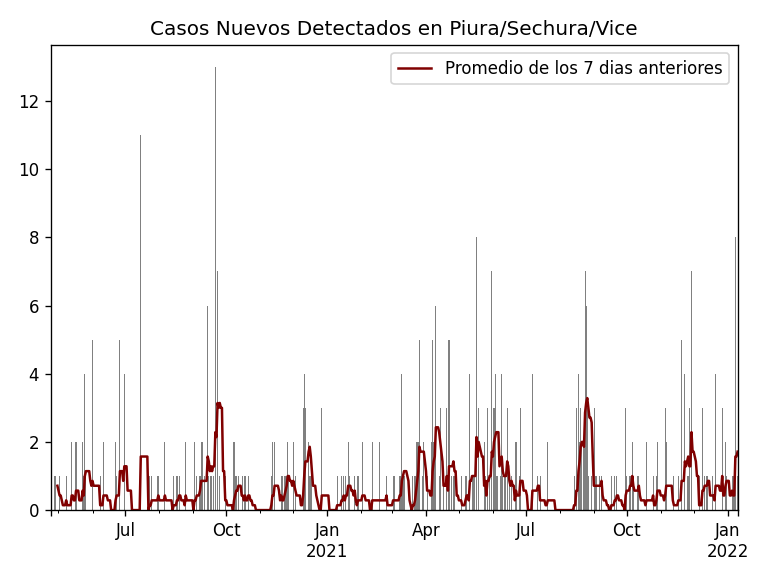 Casos Nuevos Detectados en Piura/Sechura/Vice
Promedio de los 7 dias anteriores
12
10
8
6
4
2
0
Jul
Oct
Jan
2021
Apr
Jul
Oct
Jan
2022